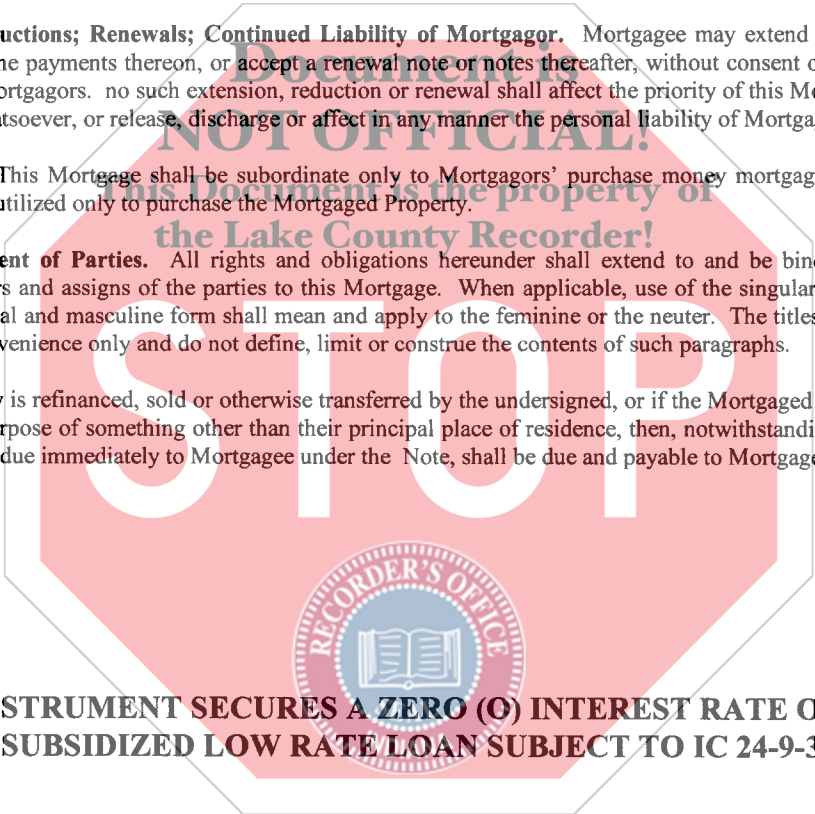 uctions; Renewals; Continued Liability of Mortgagor. Mortgagee may extend
ne payments thereon, or accept a renewal note or notes thereafter, without consent o
ortgagors. no such extension, reduction or renewal shall affect the priority of this Mo
atsoever, or release, discharge or affect in any manner the personal liability of Mortga
This Mortgage shall be subordinate only to Mortgagors' purchase money mortgag
utilized only to purchase the Mortgaged Property.
ent of Parties. All rights and obligations hereunder shall extend to and be bind
rs and assigns of the parties to this Mortgage. When applicable, use of the singular
al and masculine form shall mean and apply to the feminine or the neuter. The titles
venience only and do not define, limit or construe the contents of such paragraphs.
y is refinanced, sold or otherwise transferred by the undersigned, or if the Mortgaged
rpose of something other than their principal place of residence, then, notwithstandi
due immediately to Mortgagee under the Note, shall be due and payable to Mortgage
STRUMENT SECURES A ZERO (O) INTEREST RATE O
SUBSIDIZED LOW RATE LOAN SUBJECT TO IC 24-9-3
Document is
NOT OFFICIAL!
This Document is the property of
the Lake County Recorder!
STOP
RECORDER'S OFFICE